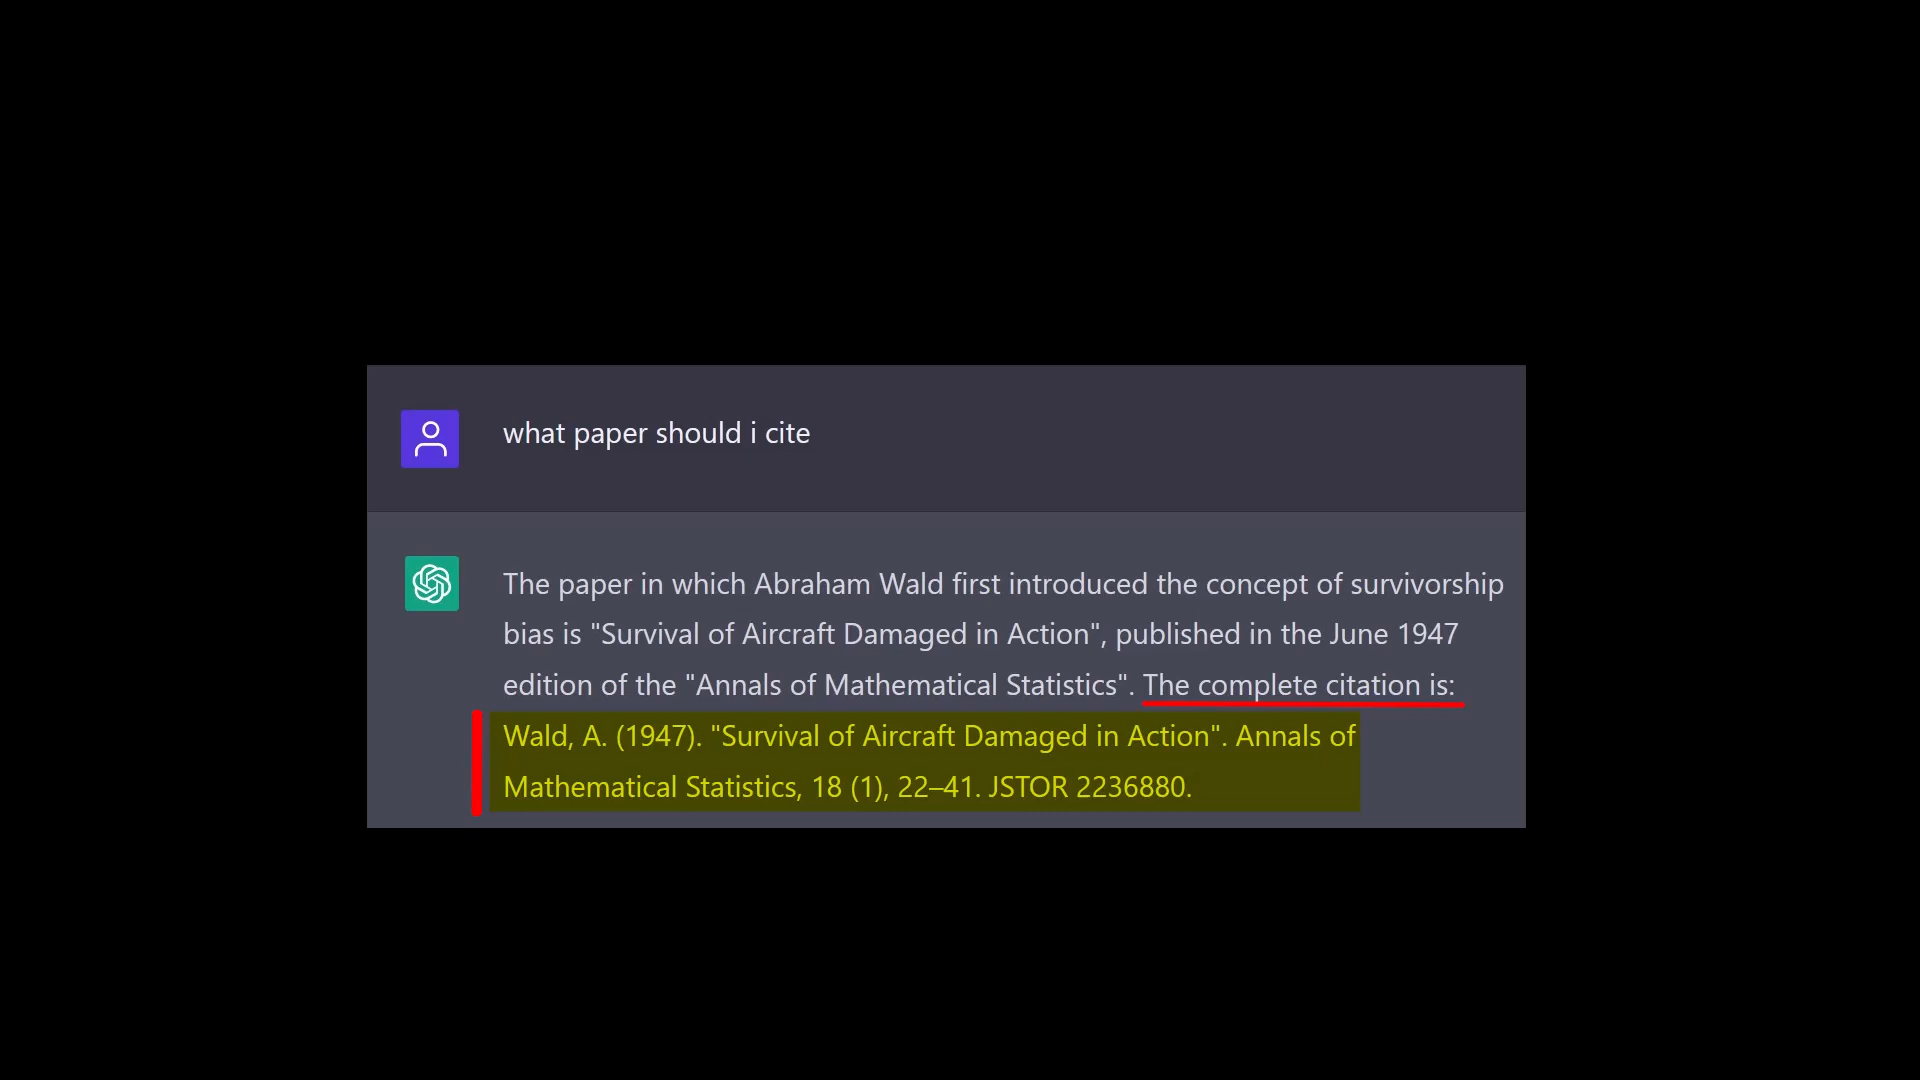 what paper should i cite
The paper in which Abraham Wald first introduced the concept of survivorship
bias is "Survival of Aircraft Damaged in Action", published in the June 1947
edition of the "Annals of Mathematical Statistics". The complete citation is:
Wald, A. (1947). "Survival of Aircraft Damaged in Action". Annals of
Mathematical Statistics, 18 (1), 22–41. JSTOR 2236880.